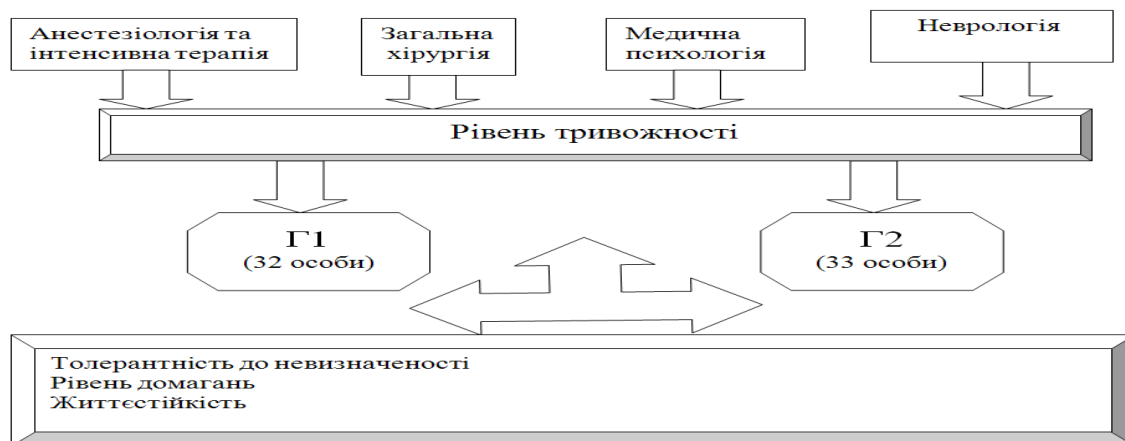 Анестезіологія та
інтенсивна терапія
Загальна
хірургія
Медична
психологія
Неврологія
Рівень тривожності
Г1
(32 особи)
Г2
(33 особи)
Толерантність до невизначеності
Рівень домагань
Життєстійкість